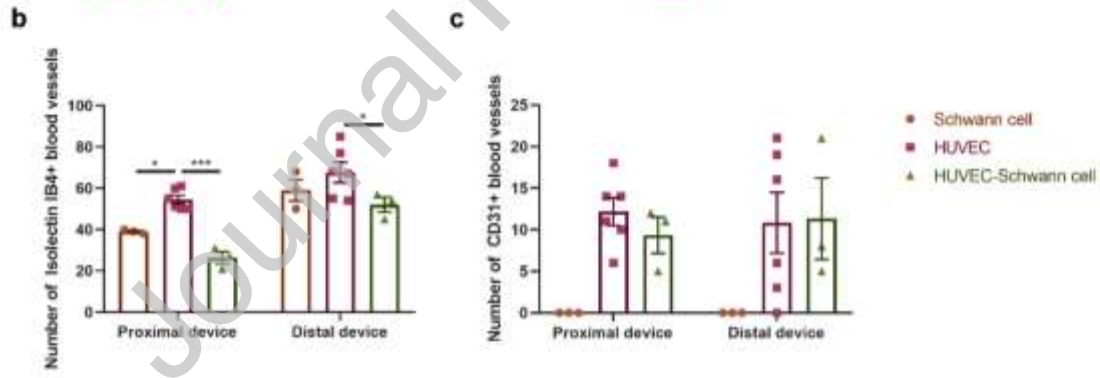 b
Number of Isolectin IB4+ blood vessels
100
80
60
40
20
0
*
***
*
Proximal device
Distal device
c
Number of CD31+ blood vessels
25
20
15
10
5
0
Proximal device
Distal device
Schwann cell
HUVEC
HUVEC-Schwann cell
Journal